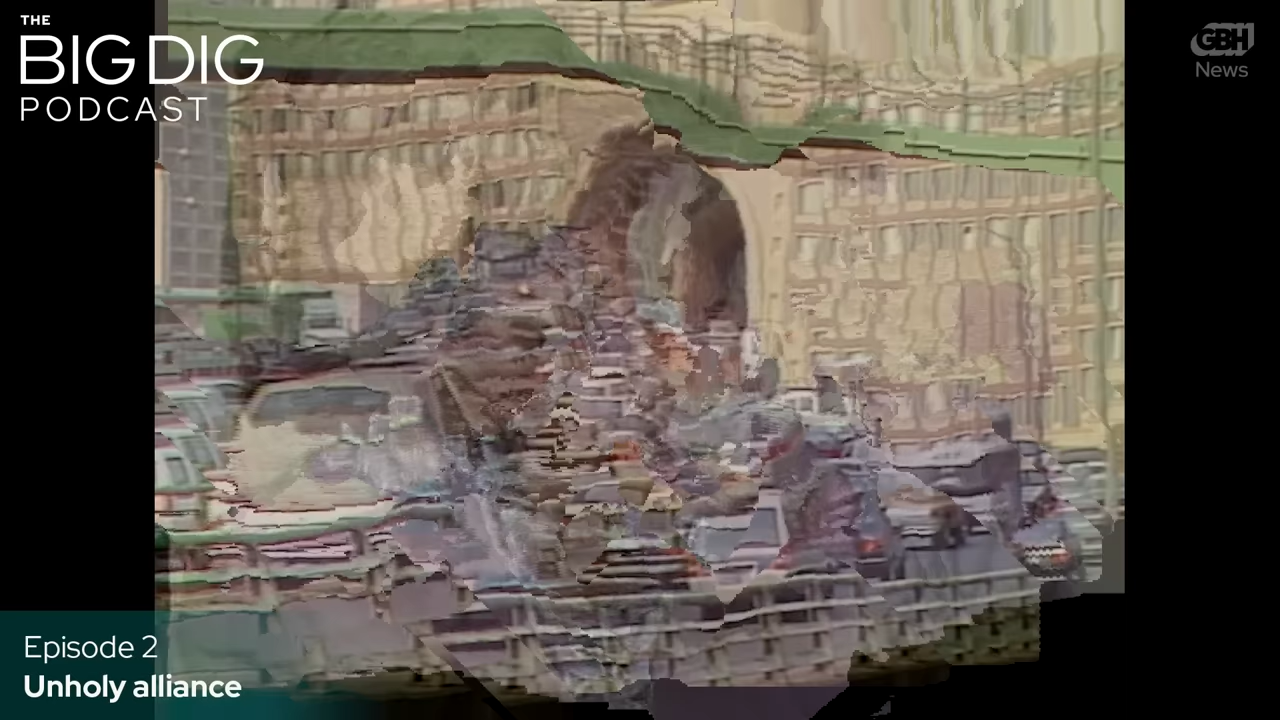 THE
BIG DIG
PODCAST
GBH
News
Episode 2
Unholy alliance